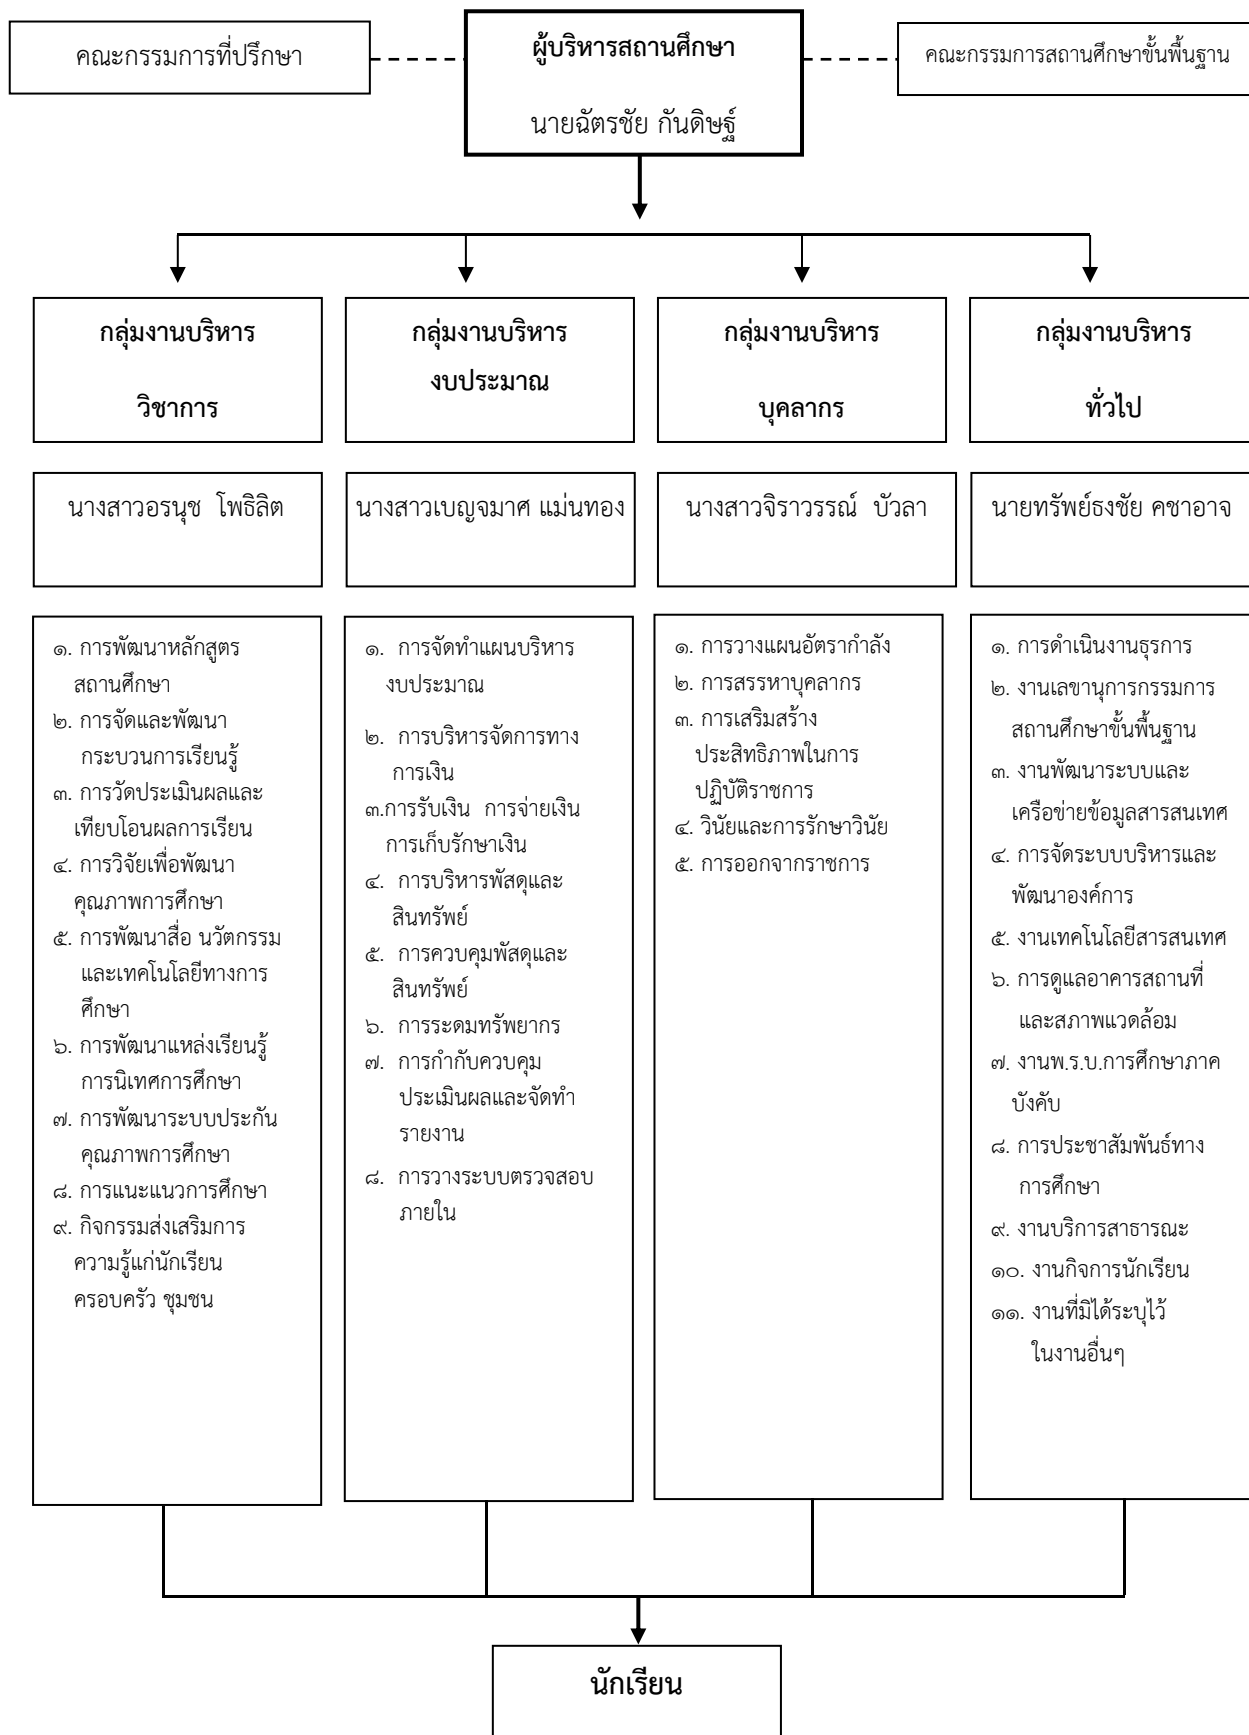 คณะกรรมการที่ปรึกษา
ผู้บริหารสถานศึกษา
นายฉัตรชัย กันดิษฐ์
คณะกรรมการสถานศึกษาขั้นพื้นฐาน
กลุ่มงานบริหาร
วิชาการ
กลุ่มงานบริหาร
งบประมาณ
กลุ่มงานบริหาร
บุคลากร
กลุ่มงานบริหาร
ทั่วไป
นางสาวอรนุช โพธิลิต
นางสาวเบญจมาศ แม่นทอง
นางสาวจิราวรรณ์ บัวลา
นายทรัพย์ธงชัย คชาอาจ
๑. การพัฒนาหลักสูตร
สถานศึกษา
๒. การจัดและพัฒนา
กระบวนการเรียนรู้
๓. การวัดประเมินผลและ
เทียบโอนผลการเรียน
๔. การวิจัยเพื่อพัฒนา
คุณภาพการศึกษา
๕. การพัฒนาสื่อ นวัตกรรม
และเทคโนโลยีทางการ
ศึกษา
๖. การพัฒนาแหล่งเรียนรู้
การนิเทศการศึกษา
๗. การพัฒนาระบบประกัน
คุณภาพการศึกษา
๘. การแนะแนวการศึกษา
๙. กิจกรรมส่งเสริมการ
ความรู้แก่นักเรียน
ครอบครัว ชุมชน
๑. การจัดทำแผนบริหาร
งบประมาณ
๒. การบริหารจัดการทาง
การเงิน
๓.การรับเงิน การจ่ายเงิน
การเก็บรักษาเงิน
๔. การบริหารพัสดุและ
สินทรัพย์
๕. การควบคุมพัสดุและ
สินทรัพย์
๖. การระดมทรัพยากร
๗. การกำกับควบคุม
ประเมินผลและจัดทำ
รายงาน
๘. การวางระบบตรวจสอบ
ภายใน
๑. การวางแผนอัตรากำลัง
๒. การสรรหาบุคลากร
๓. การเสริมสร้าง
ประสิทธิภาพในการ
ปฏิบัติราชการ
๔. วินัยและการรักษาวินัย
๕. การออกจากราชการ
๑. การดำเนินงานธุรการ
๒. งานเลขานุการกรรมการ
สถานศึกษาขั้นพื้นฐาน
๓. งานพัฒนาระบบและ
เครือข่ายข้อมูลสารสนเทศ
๔. การจัดระบบบริหารและ
พัฒนาองค์การ
๕. งานเทคโนโลยีสารสนเทศ
๖. การดูแลอาคารสถานที่
และสภาพแวดล้อม
๗. งานพ.ร.บ.การศึกษาภาค
บังคับ
๘. การประชาสัมพันธ์ทาง
การศึกษา
๙. งานบริการสาธารณะ
๑๐. งานกิจการนักเรียน
๑๑. งานที่มิได้ระบุไว้
ในงานอื่นๆ
นักเรียน